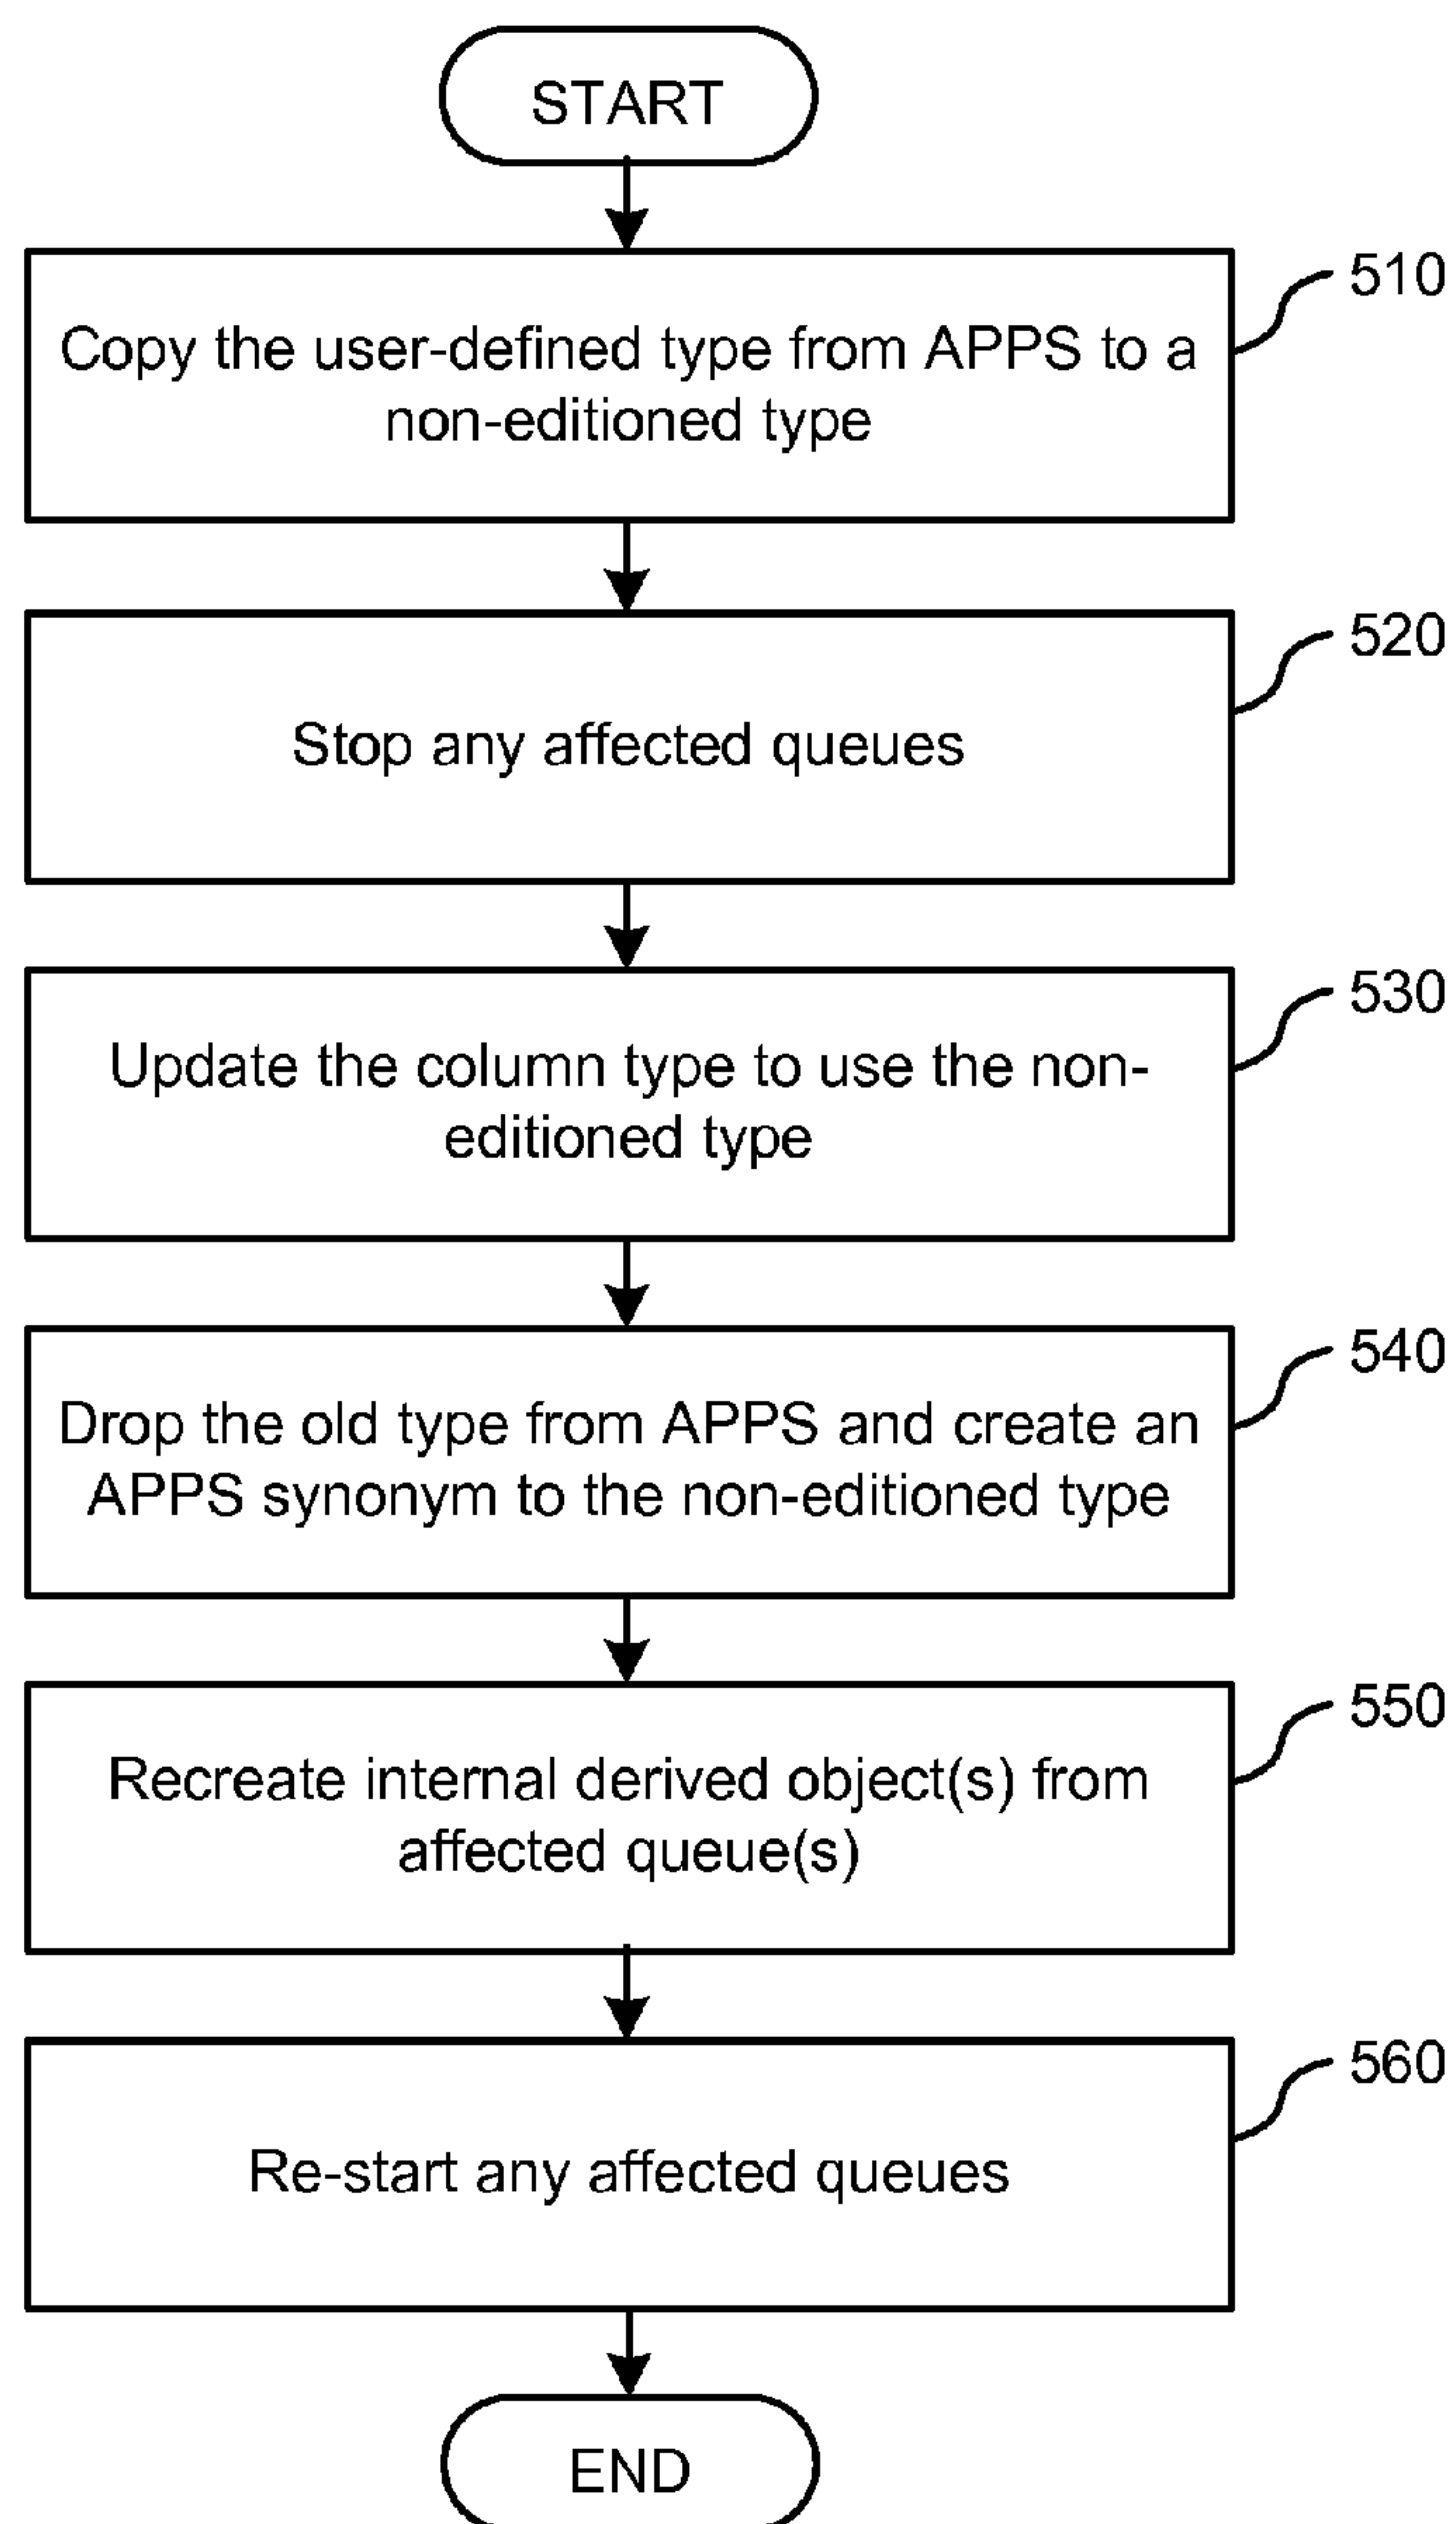 START
510
Copy the user-defined type from APPS to a
non-editioned type
520
Stop any affected queues
530
Update the column type to use the non-
editioned type
540
Drop the old type from APPS and create an
APPS synonym to the non-editioned type
550
Recreate internal derived object(s) from
affected queue(s)
560
Re-start any affected queues
END